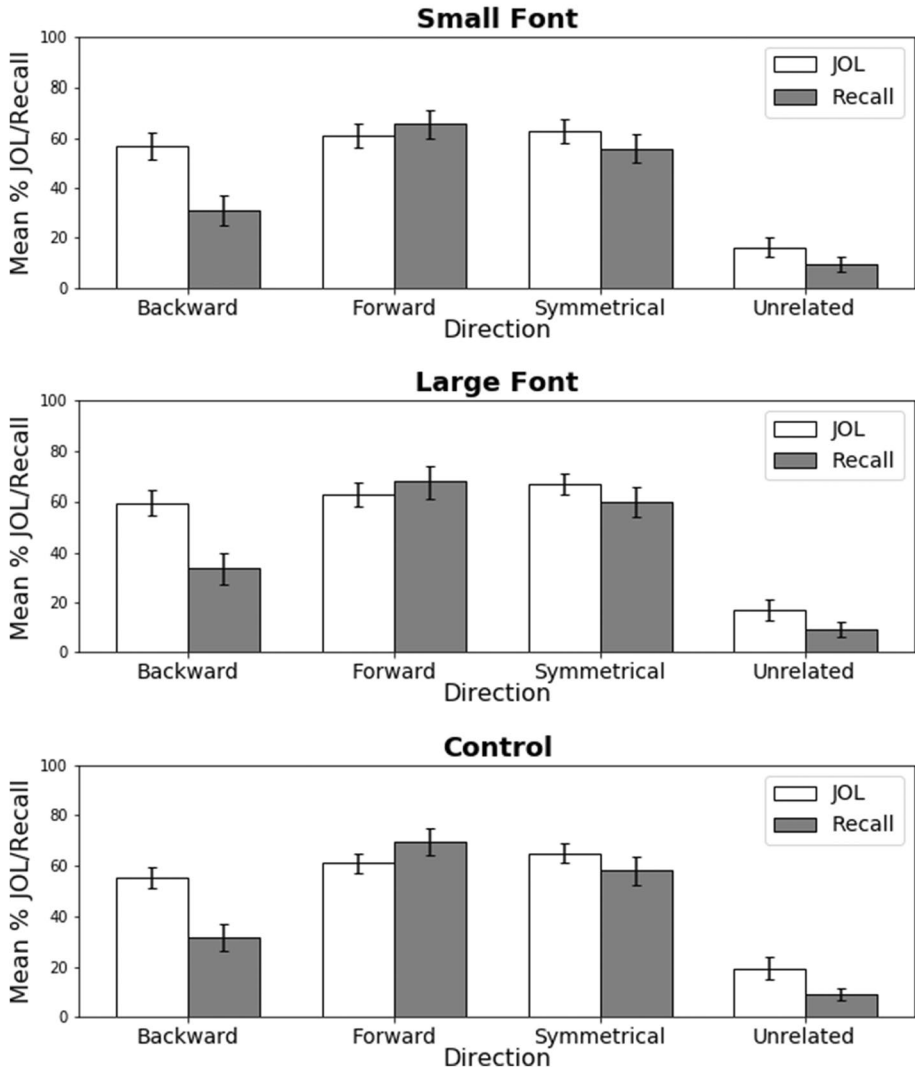 Small Font
Mean % JOL/Recall
100
80
60
40
20
0
JOL
Recall
Backward Forward Symmetrical Unrelated
Direction
Large Font
Mean % JOL/Recall
100
80
60
40
20
0
JOL
Recall
Backward Forward Symmetrical Unrelated
Direction
Control
Mean % JOL/Recall
100
80
60
40
20
0
JOL
Recall
Backward Forward Symmetrical Unrelated
Direction